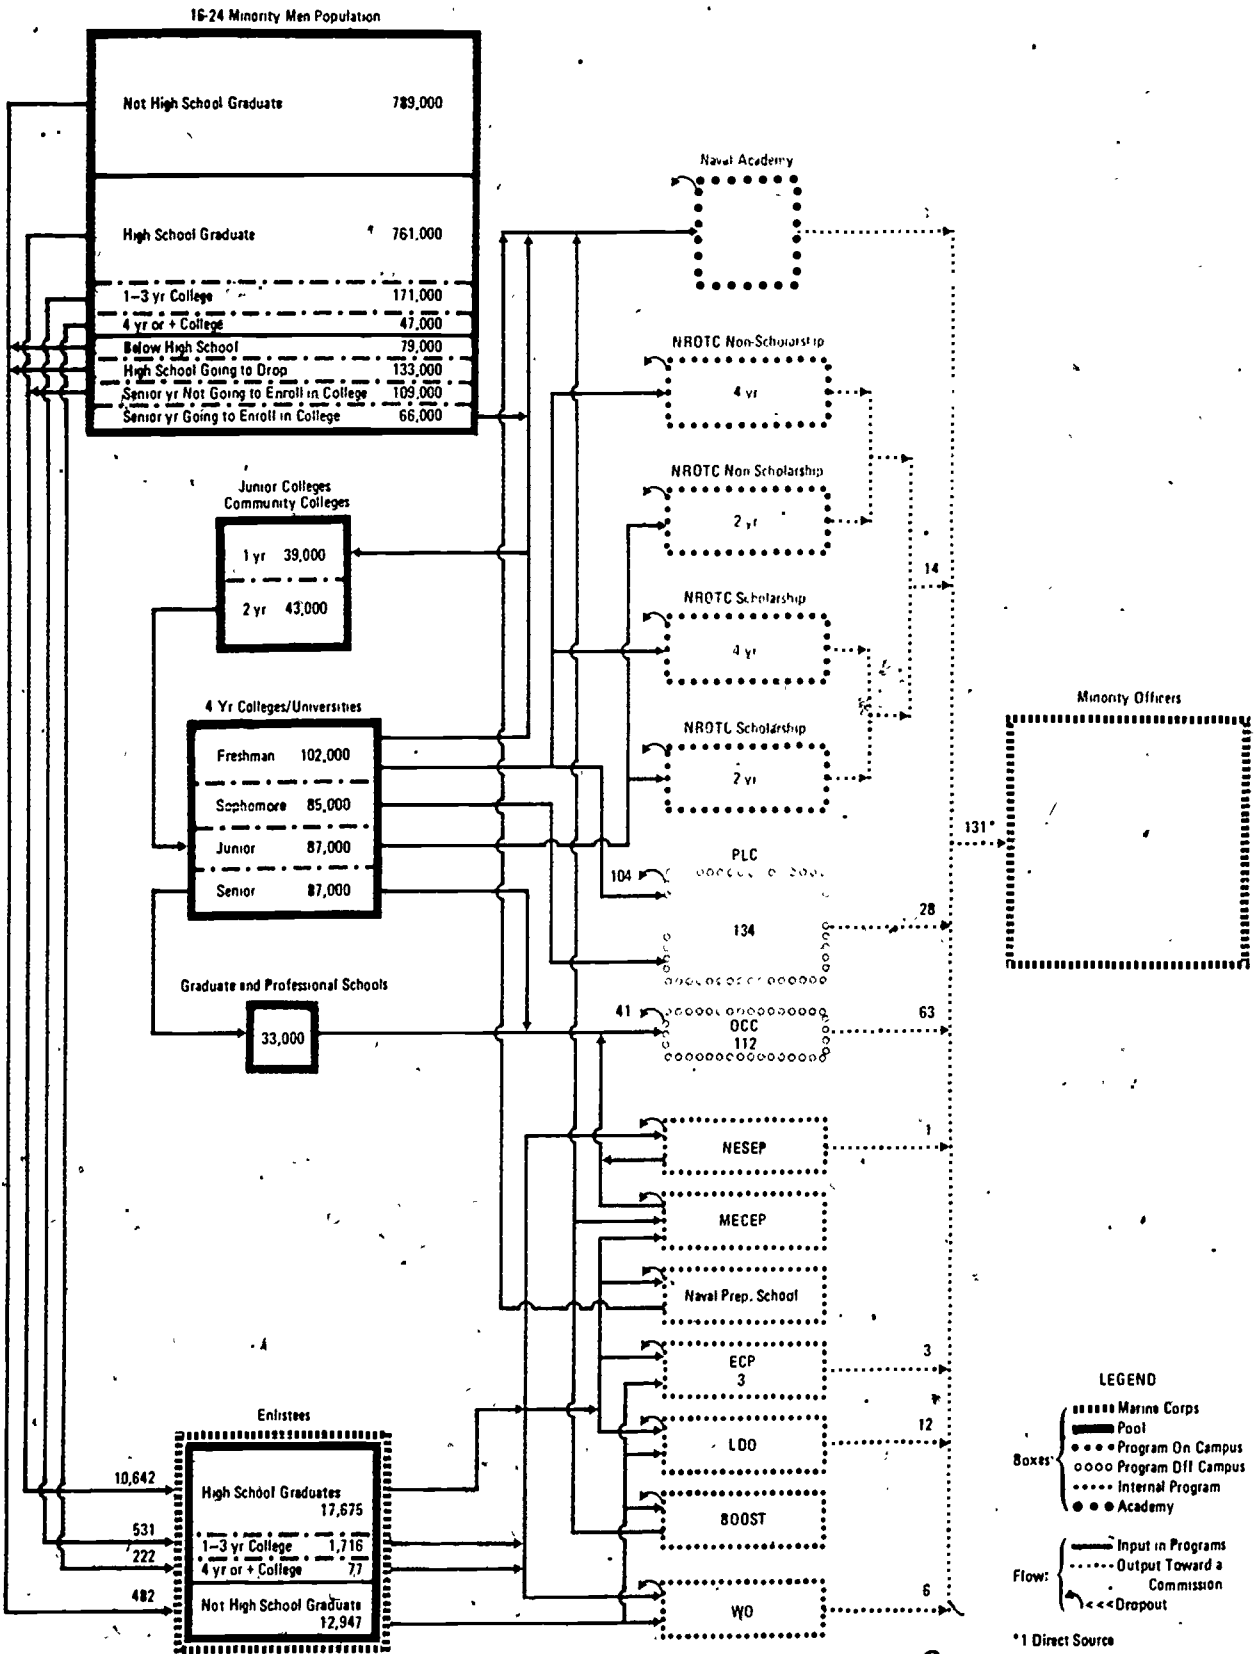 16-24 Minority Men Population
Not High School Graduate 789,000
High School Graduate 761,000
1-3 yr College 171,000
4 yr or + College 47,000
Below High School 79,000
High School Going to Drop 133,000
Senior yr Not Going to Enroll in College 109,000
Senior yr Going to Enroll in College 66,000
Junior Colleges
Community Colleges
1 yr 39,000
2 yr 43,000
4 Yr Colleges/Universities
Freshman 102,000
Sophomore 85,000
Junior 87,000
Senior 87,000
Graduate and Professional Schools
33,000
Enlistees
10,642
531
222
482
High School Graduates
17,675
1-3 yr College 1,716
4 yr or + College 77
Not High School Graduate
12,947
Naval Academy
NROTC Non-Scholarship
4 yr
NROTC Non Scholarship
2 yr
NROTC Scholarship
4 yr
NROTC Scholarship
2 yr
14
PLC
104
134
28
41
OCC
112
63
NESEP
1
MECEP
Naval Prep. School
ECP
3
3
LDO
12
BOOST
WO
6
131*
Minority Officers
LEGEND
Boxes:
Marine Corps
Pool
Program On Campus
Program Off Campus
Internal Program
Academy
Flow:
Input in Programs
Output Toward a
Commission
<<<Dropout
*1 Direct Source